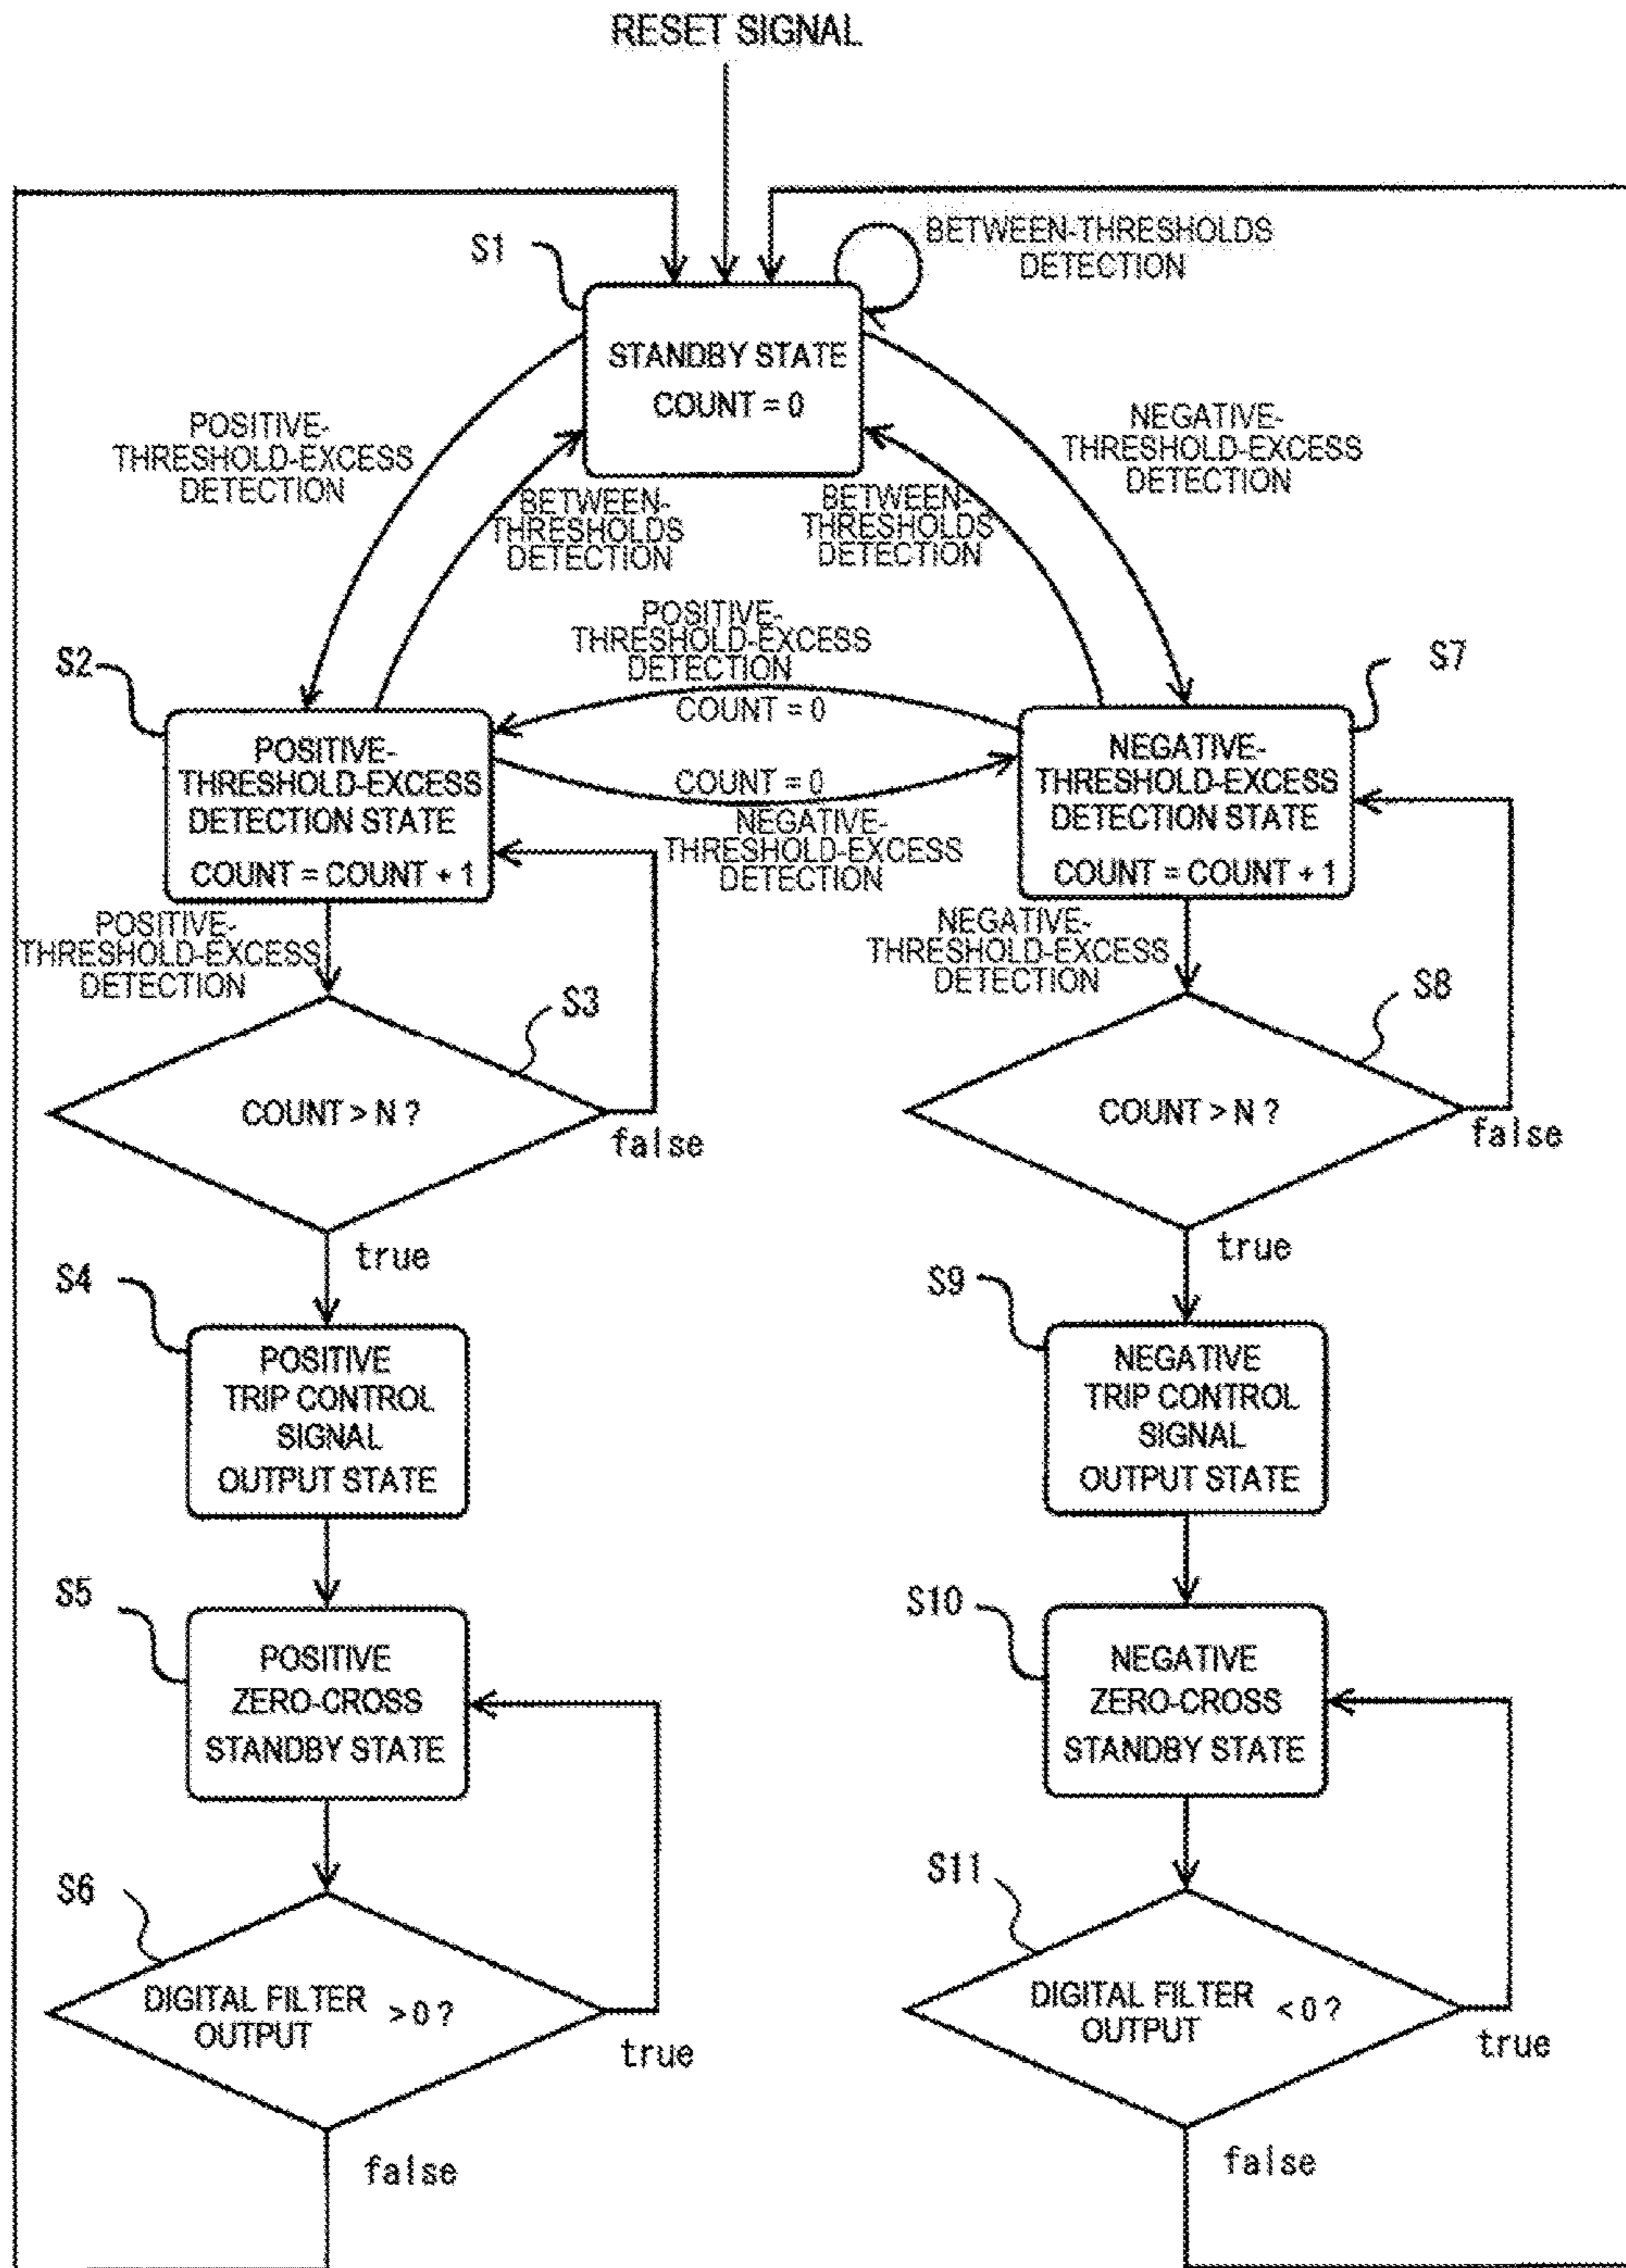 RESET SIGNAL
S1
BETWEEN-THRESHOLDS
DETECTION
STANDBY STATE
COUNT = 0
POSITIVE-
THRESHOLD-EXCESS
DETECTION
NEGATIVE-
THRESHOLD-EXCESS
DETECTION
BETWEEN-
THRESHOLDS
DETECTION
BETWEEN-
THRESHOLDS
DETECTION
POSITIVE-
THRESHOLD-EXCESS
DETECTION
COUNT = 0
S2
S7
POSITIVE-
THRESHOLD-EXCESS
DETECTION STATE
COUNT = COUNT + 1
COUNT = 0
NEGATIVE-
THRESHOLD-EXCESS
DETECTION
NEGATIVE-
THRESHOLD-EXCESS
DETECTION STATE
COUNT = COUNT + 1
POSITIVE-
THRESHOLD-EXCESS
DETECTION
NEGATIVE-
THRESHOLD-EXCESS
DETECTION
S3
S8
COUNT > N ?
false
COUNT > N ?
false
true
true
S4
POSITIVE
TRIP CONTROL
SIGNAL
OUTPUT STATE
S9
NEGATIVE
TRIP CONTROL
SIGNAL
OUTPUT STATE
S5
POSITIVE
ZERO-CROSS
STANDBY STATE
S10
NEGATIVE
ZERO-CROSS
STANDBY STATE
S6
DIGITAL FILTER
OUTPUT
> 0 ?
true
S11
DIGITAL FILTER
OUTPUT
< 0 ?
true
false
false